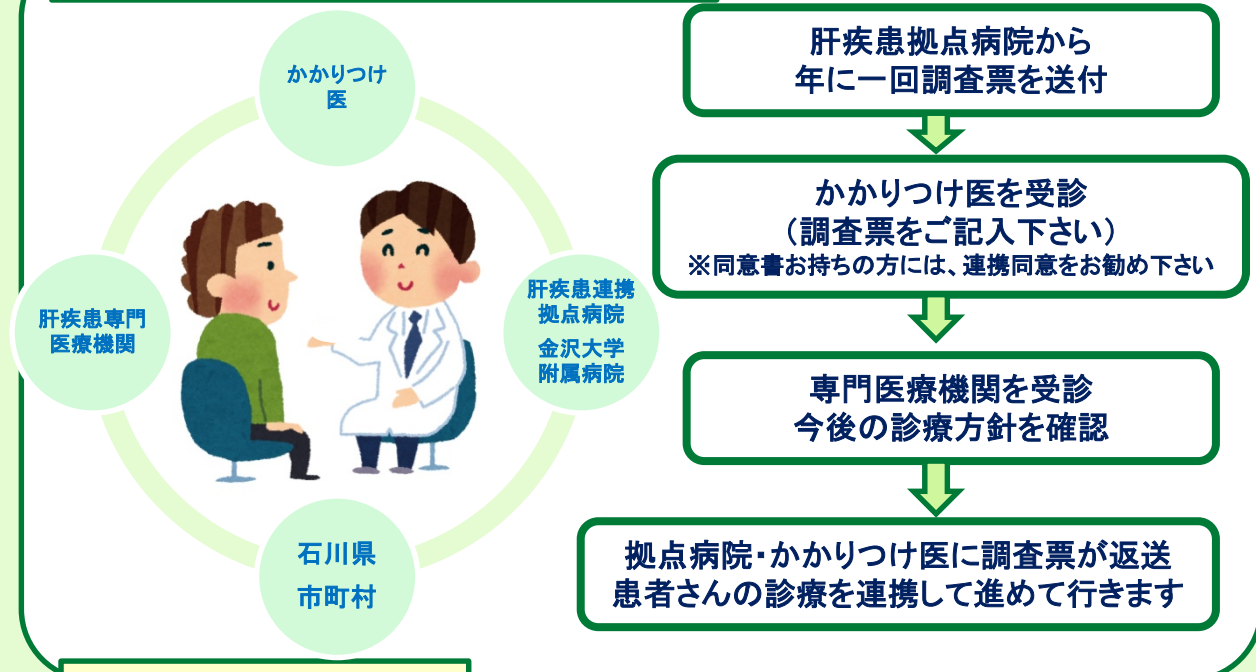 かかりつけ
医
肝疾患専門
医療機関
肝疾患連携
拠点病院
金沢大学
附属病院
石川県
市町村
肝疾患拠点病院から
年に一回調査票を送付
かかりつけ医を受診
（調査票をご記入下さい）
※同意書お持ちの方には、連携同意をお勧め下さい
専門医療機関を受診
今後の診療方針を確認
拠点病院・かかりつけ医に調査票が返送
患者さんの診療を連携して進めて行きます